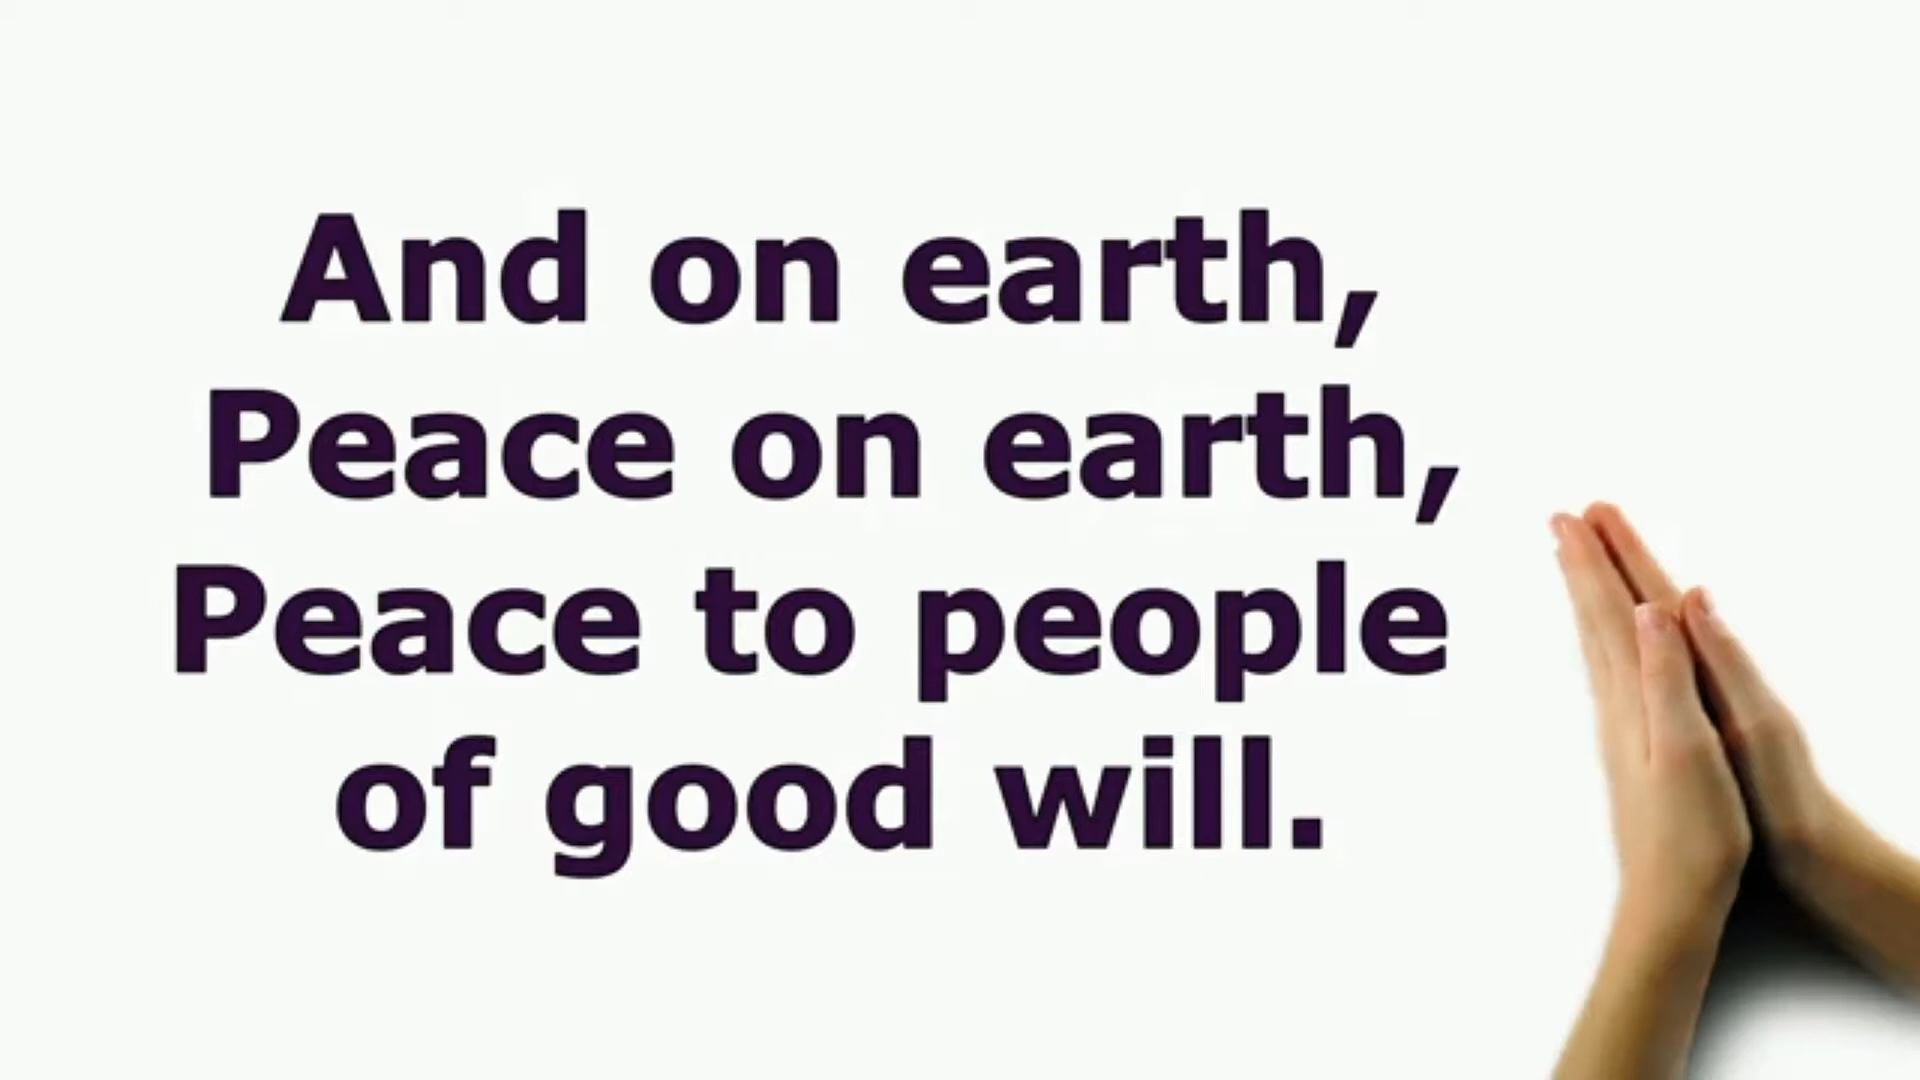 And on earth,
Peace on earth,
Peace to people
of good will.